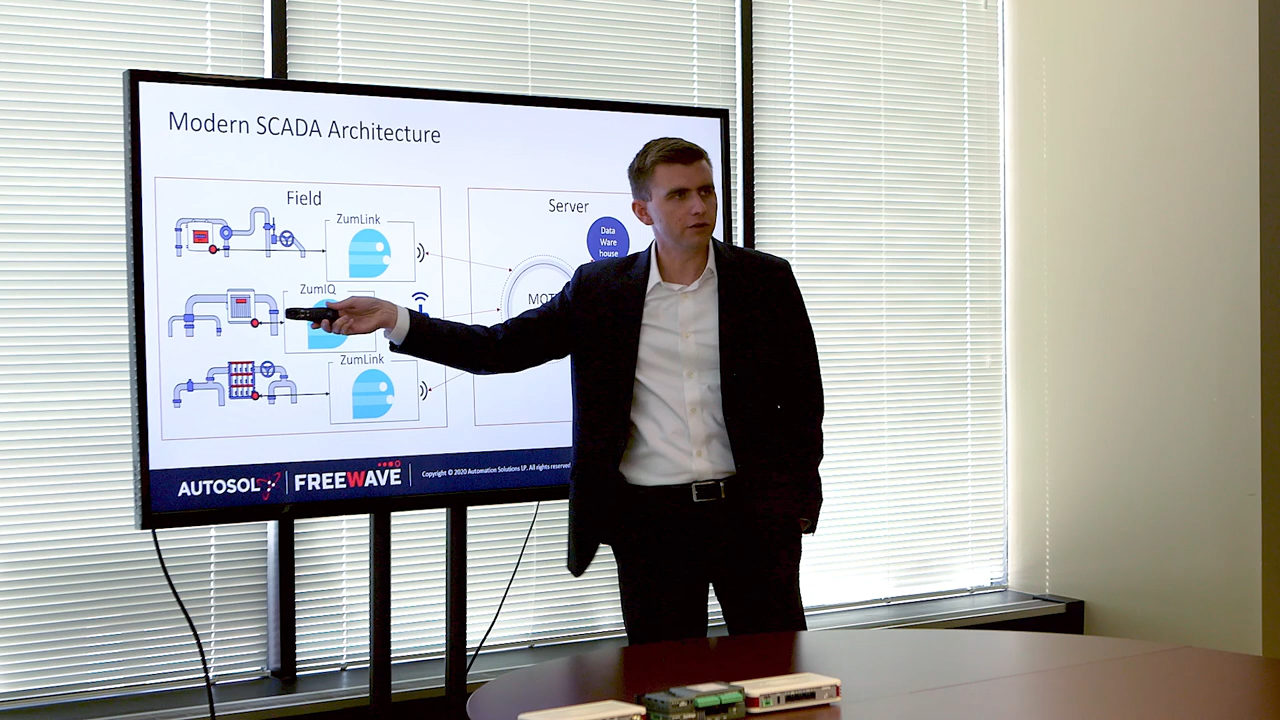 Modern SCADA Architecture
Field
ZumLink
ZumIQ
ZumLink
Server
Data
Ware
house
AUTOSOL
FREEWAVE
Copyright © 2020 Automation Solutions LP. All rights reserved